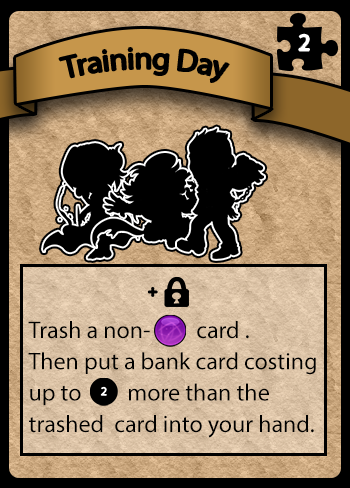 Training Day
2
+
Trash a non- card .
Then put a bank card costing
up to 2 more than the
trashed card into your hand.